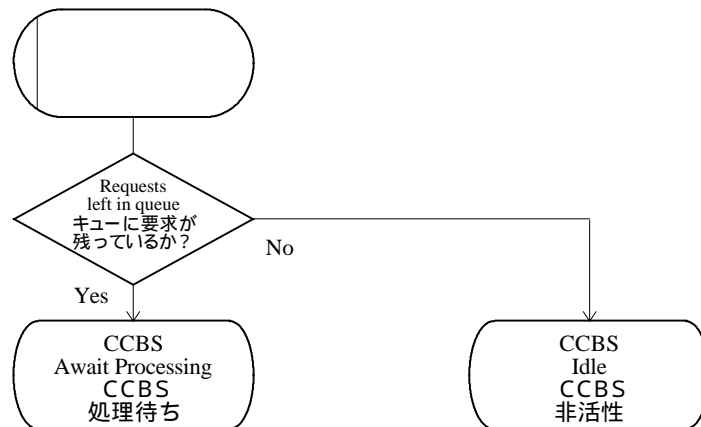 Requests
left in queue
キューに要求が
残っているか？
No
Yes
CCBS
Await Processing
ＣＣＢＳ
処理待ち
CCBS
Idle
ＣＣＢＳ
非活性